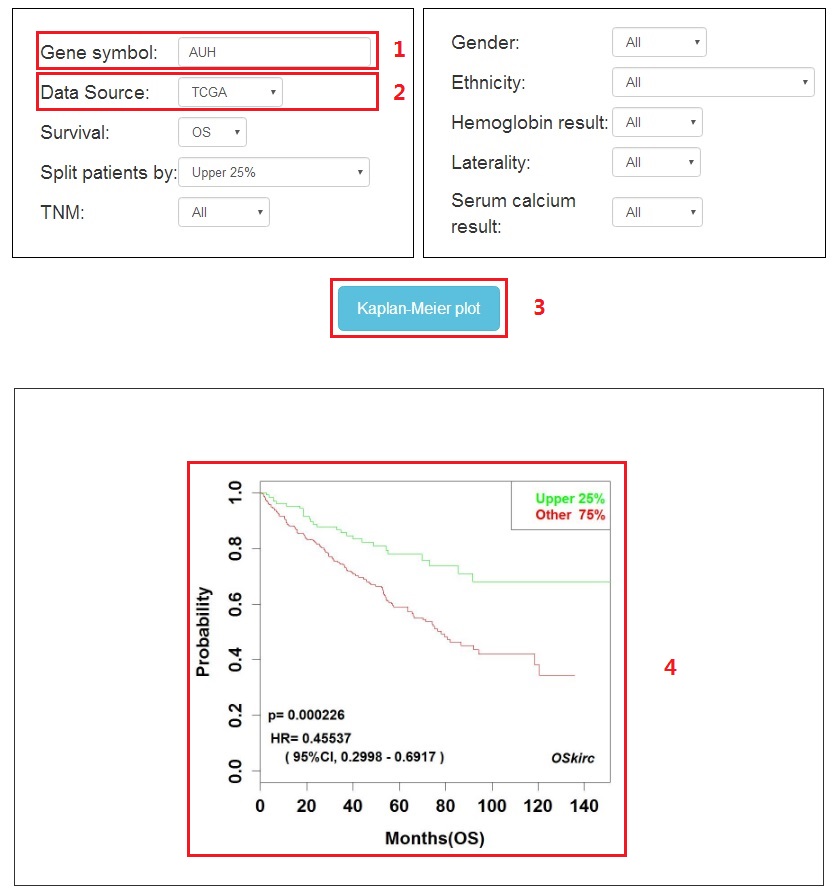 Gene symbol: AUH 1
Data Source: TCGA 2
Survival: OS
Split patients by: Upper 25%
TNM: All
Gender: All
Ethnicity: All
Hemoglobin result: All
Laterality: All
Serum calcium
result: All
Kaplan-Meier plot 3
4
Upper 25%
Other 75%
Probability
1.0
0.8
0.6
0.4
0.2
0.0
p= 0.000226
HR= 0.45537
( 95%CI, 0.2998 - 0.6917 )
OSkirc
0 20 40 60 80 100 120 140
Months(OS)